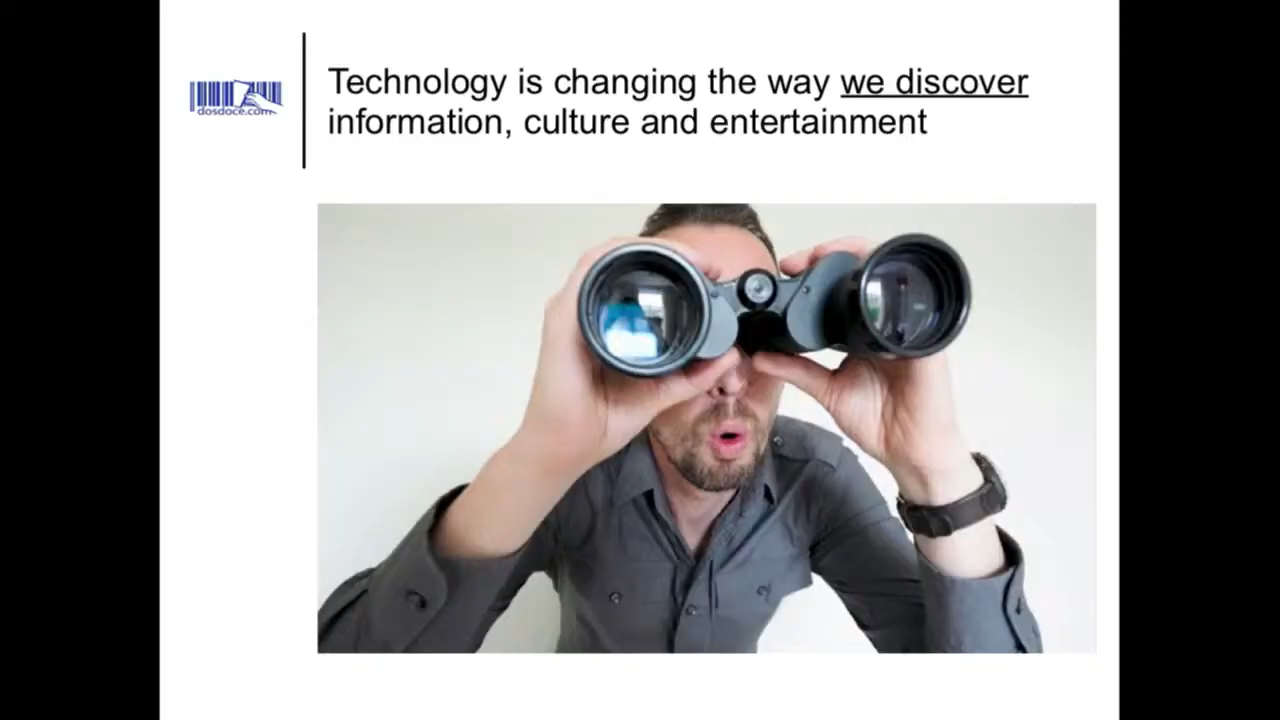 Technology is changing the way we discover
information, culture and entertainment
dosdoce.com